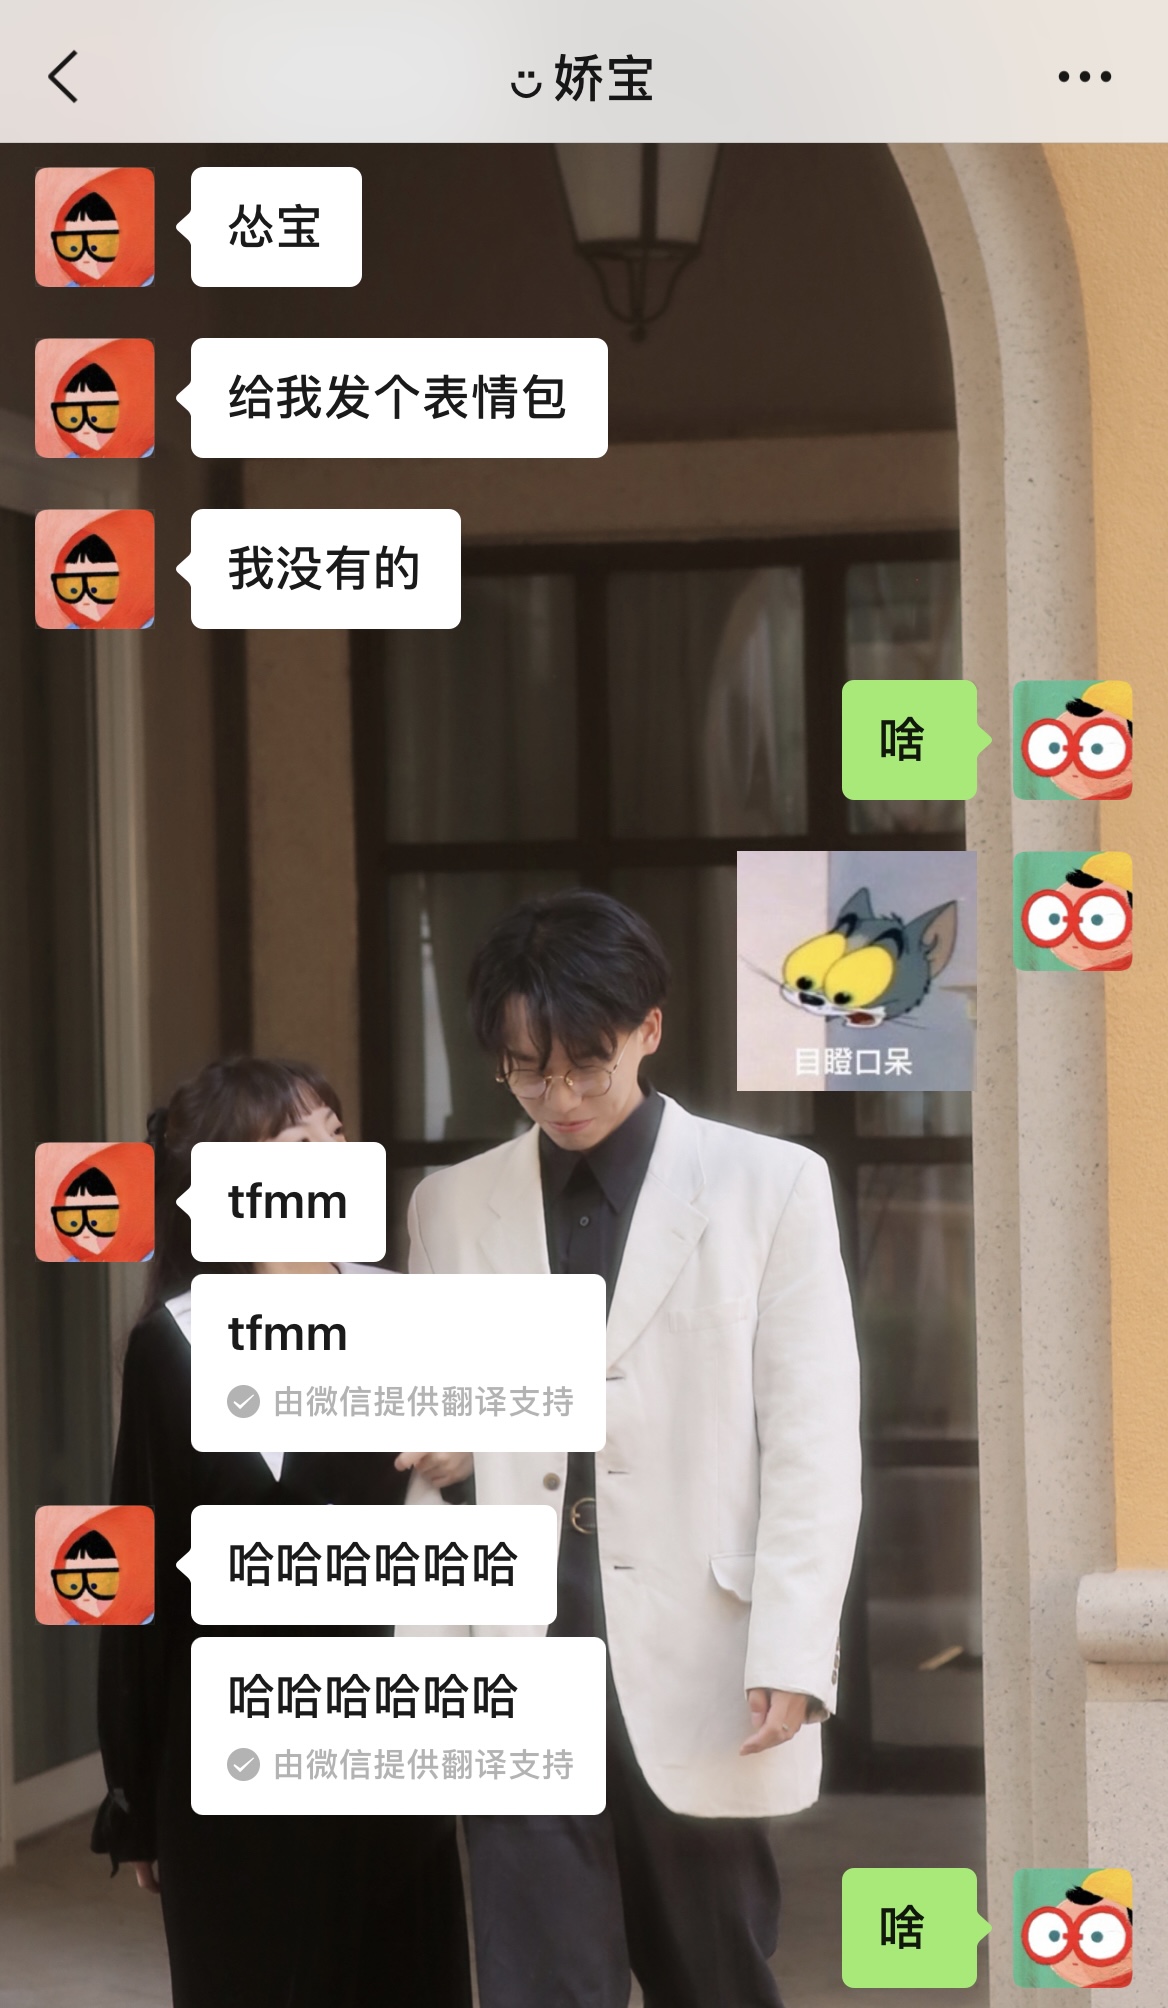 娇宝
怂宝
给我发个表情包
我没有的
啥
目瞪口呆
tfmm
tfmm
由微信提供翻译支持
哈哈哈哈哈哈
哈哈哈哈哈哈
由微信提供翻译支持
啥